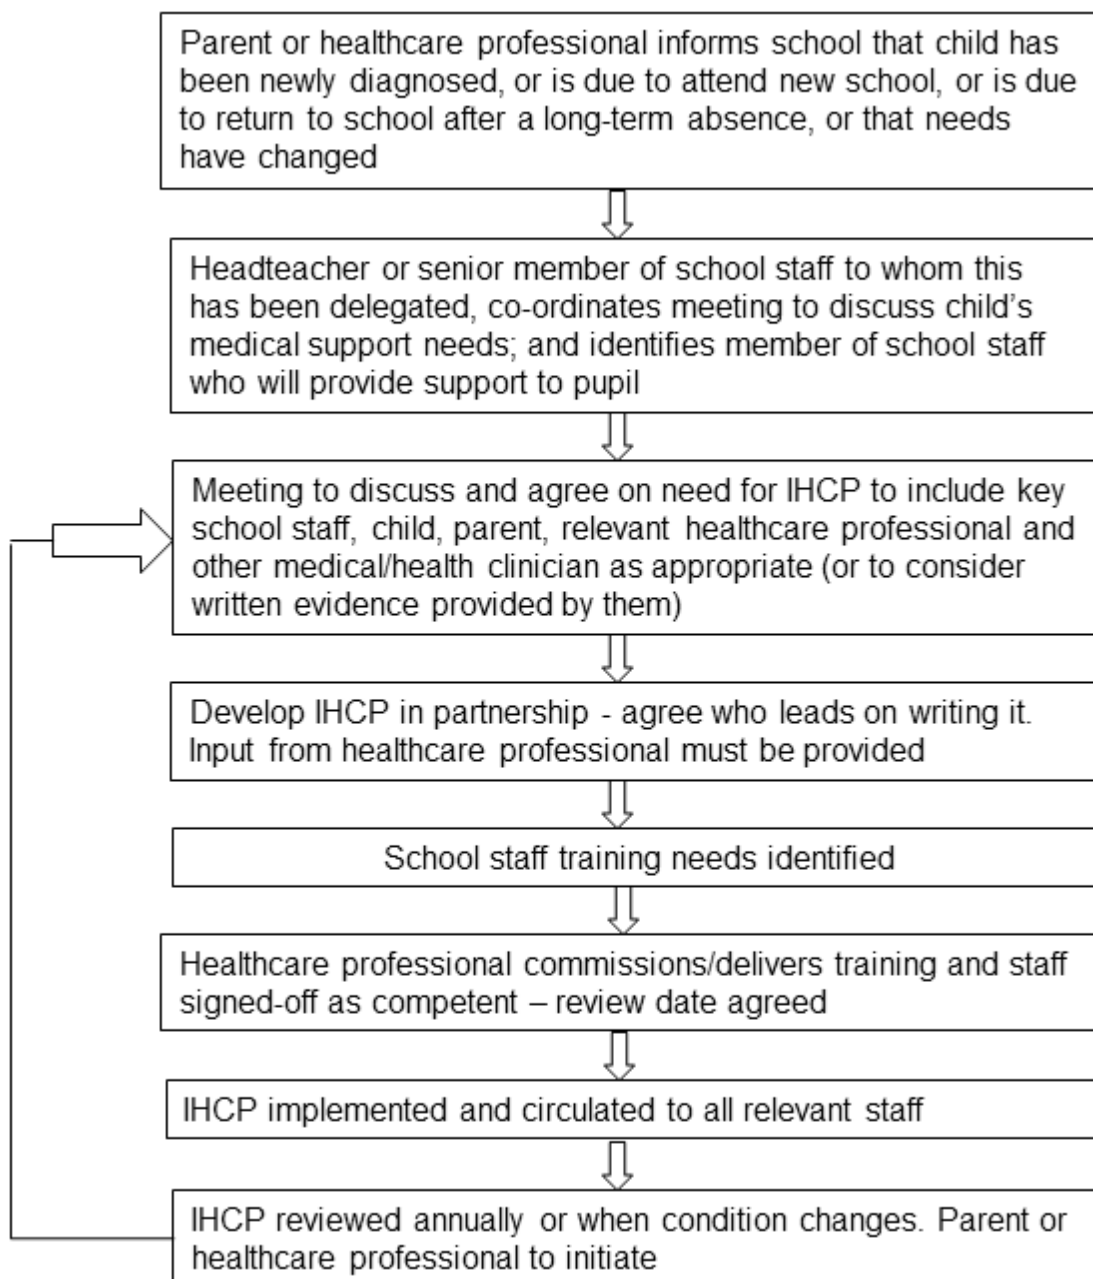 Parent or healthcare professional informs school that child has
been newly diagnosed, or is due to attend new school, or is due
to return to school after a long-term absence, or that needs
have changed
Headteacher or senior member of school staff to whom this
has been delegated, co-ordinates meeting to discuss child's
medical support needs; and identifies member of school staff
who will provide support to pupil
Meeting to discuss and agree on need for IHCP to include key
school staff, child, parent, relevant healthcare professional and
other medical/health clinician as appropriate (or to consider
written evidence provided by them)
Develop IHCP in partnership - agree who leads on writing it.
Input from healthcare professional must be provided
School staff training needs identified
Healthcare professional commissions/delivers training and staff
signed-off as competent – review date agreed
IHCP implemented and circulated to all relevant staff
IHCP reviewed annually or when condition changes. Parent or
healthcare professional to initiate